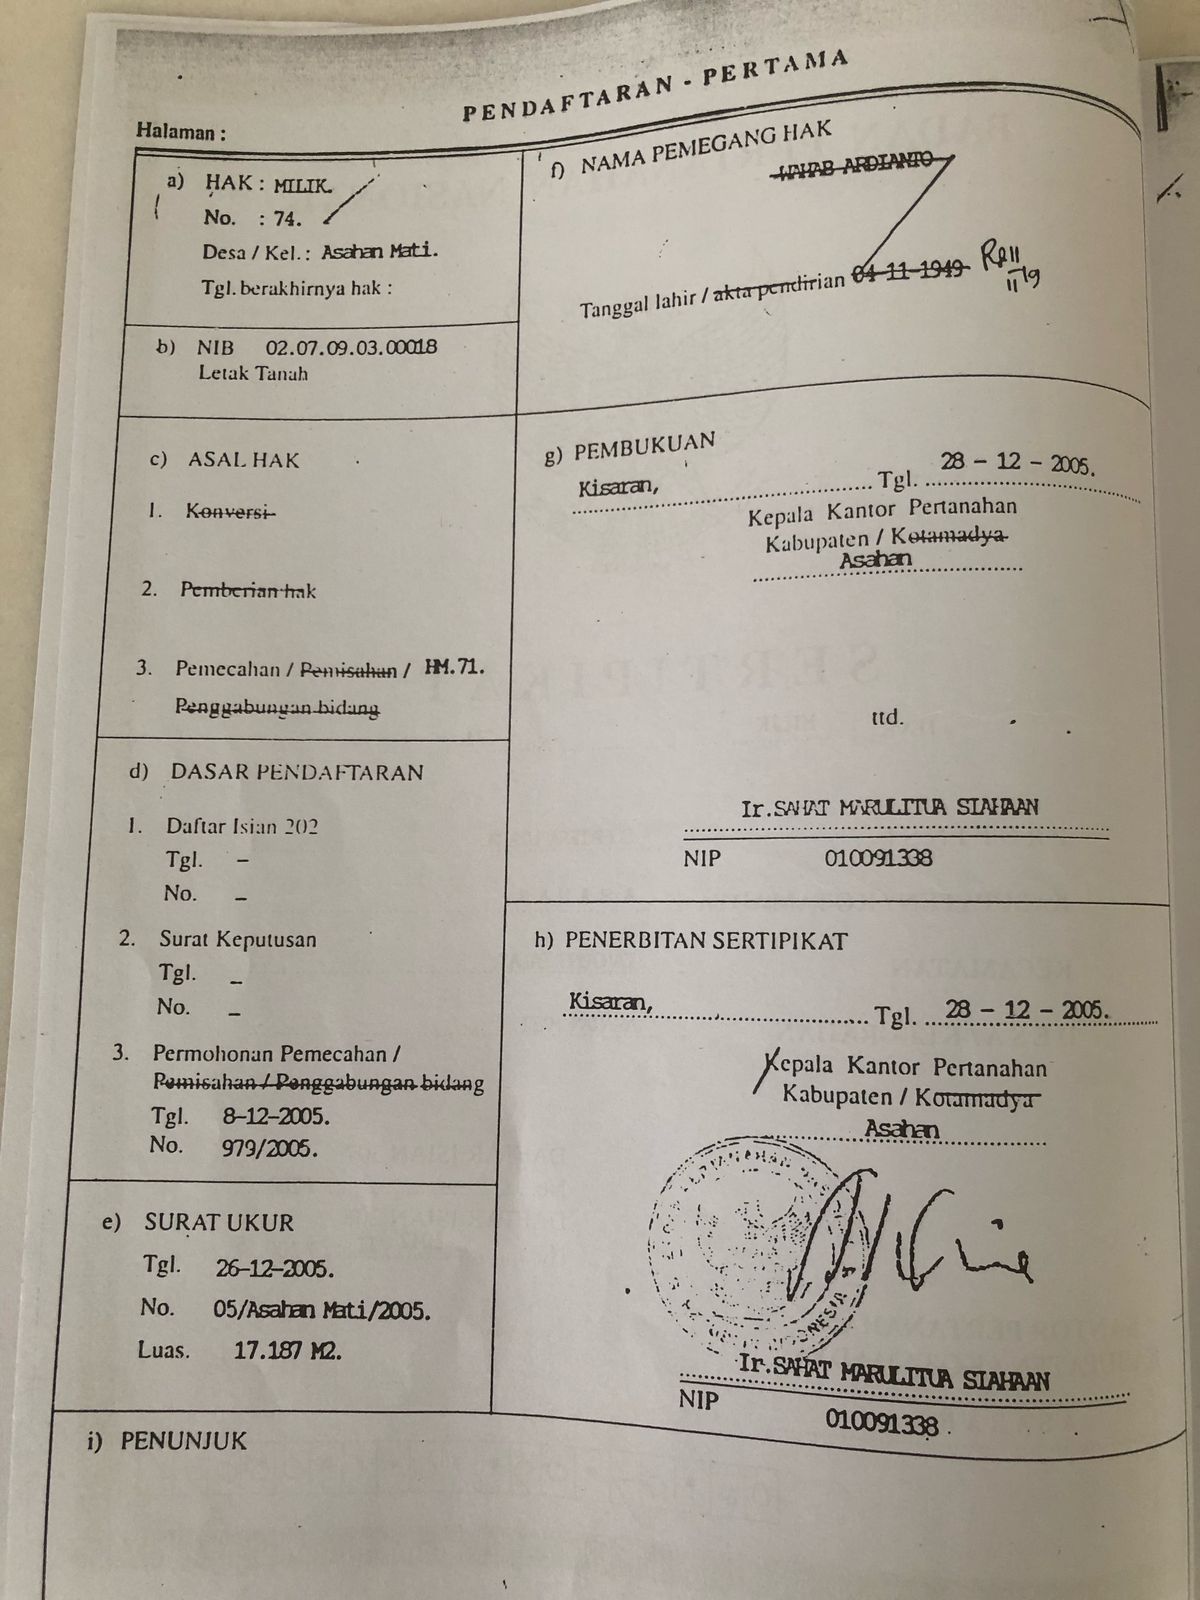 PENDAFTARAN - PERTAMA
Halaman :
a) HAK : MILIK.
No. : 74.
Desa / Kel. : Asahan Mati.
Tgl. berakhirnya hak :
b) NIB 02.07.09.03.00018
Letak Tanah
c) ASAL HAK
1. Konversi
2. Pemberian hak
3. Pemecahan / Pemisahan / HM.71.
Penggabungan bidang
d) DASAR PENDAFTARAN
1. Daftar Isian 202
Tgl. –
No. –
2. Surat Keputusan
Tgl. –
No. –
3. Permohonan Pemecahan /
Pemisahan / Penggabungan bidang
Tgl. 8-12-2005.
No. 979/2005.
e) SURAT UKUR
Tgl. 26-12-2005.
No. 05/Asahan Mati/2005.
Luas. 17.187 M2.
f) NAMA PEMEGANG HAK
WAHAB ARDIANTO
Tanggal lahir / akta pendirian 04-11-1949
g) PEMBUKUAN
Kisaran, Tgl. 28 - 12 - 2005.
Kepala Kantor Pertanahan
Kabupaten / Kotamadya
Asahan
ttd.
Ir.SAHAT MARULITUA SIAHAAN
NIP 010091338
h) PENERBITAN SERTIPIKAT
Kisaran, Tgl. 28 - 12 - 2005.
Kepala Kantor Pertanahan
Kabupaten / Kotamadya
Asahan
Ir.SAHAT MARULITUA SIAHAAN
NIP 010091338.
i) PENUNJUK